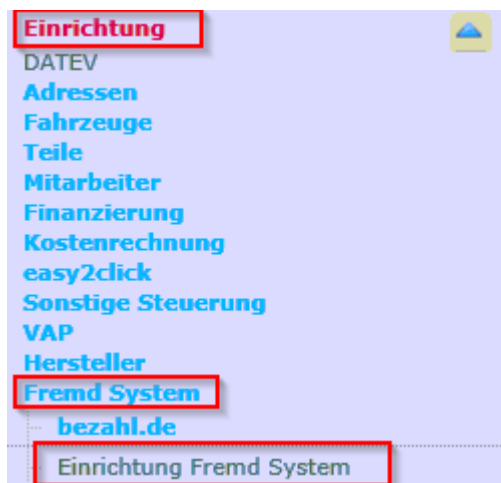 Einrichtung
DATEV
Adressen
Fahrzeuge
Teile
Mitarbeiter
Finanzierung
Kostenrechnung
easy2click
Sonstige Steuerung
VAP
Hersteller
Fremd System
bezahl.de
Einrichtung Fremd System